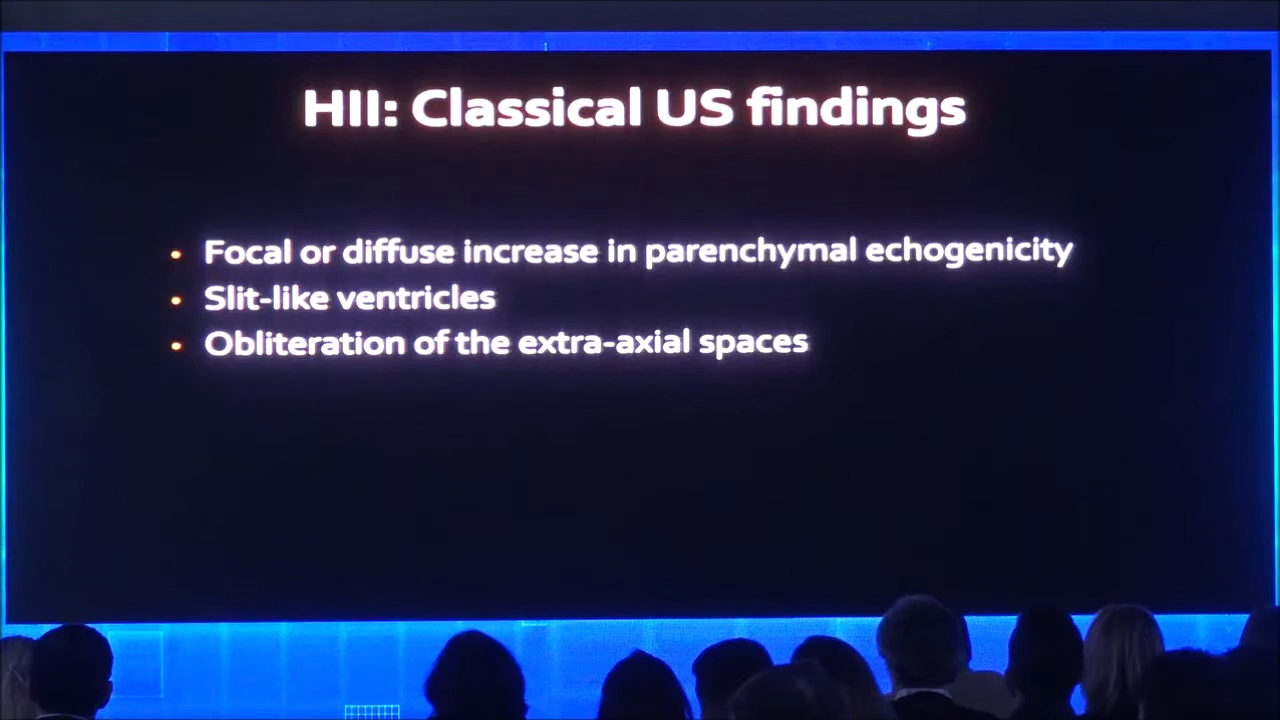 HII: Classical US findings
• Focal or diffuse increase in parenchymal echogenicity
• Slit-like ventricles
• Obliteration of the extra-axial spaces